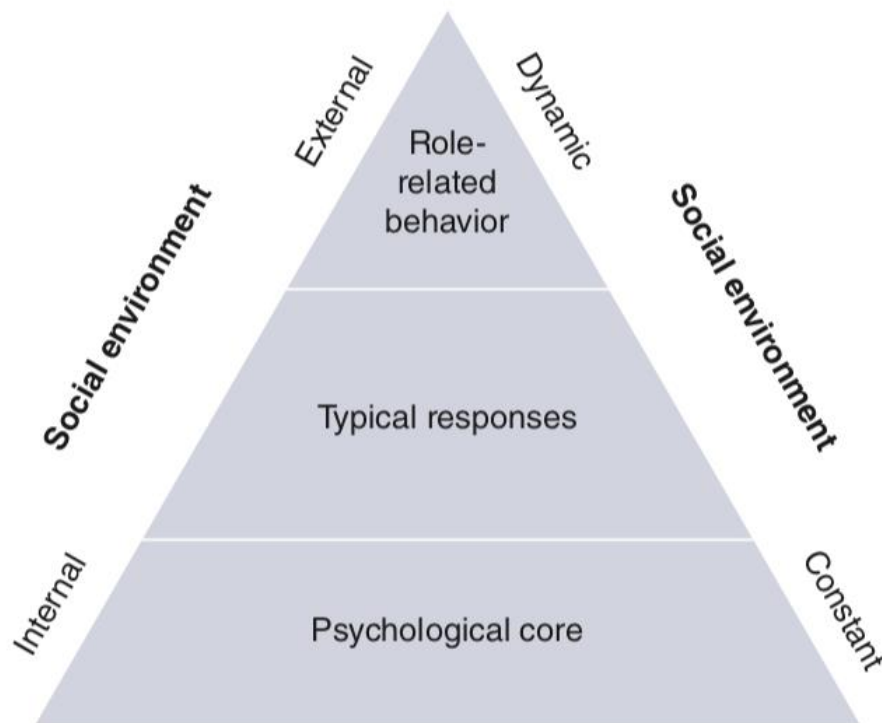 External
Dynamic
Role-
related
behavior
Social environment
Social environment
Typical responses
Internal
Constant
Psychological core